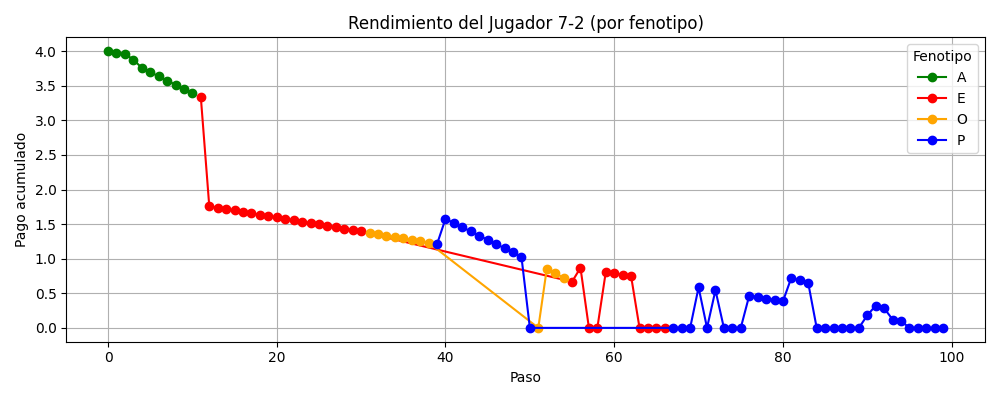 Rendimiento del Jugador 7-2 (por fenotipo)
Pago acumulado
4.0
3.5
3.0
2.5
2.0
1.5
1.0
0.5
0.0
Fenotipo
A
E
O
P
0 20 40 60 80 100
Paso